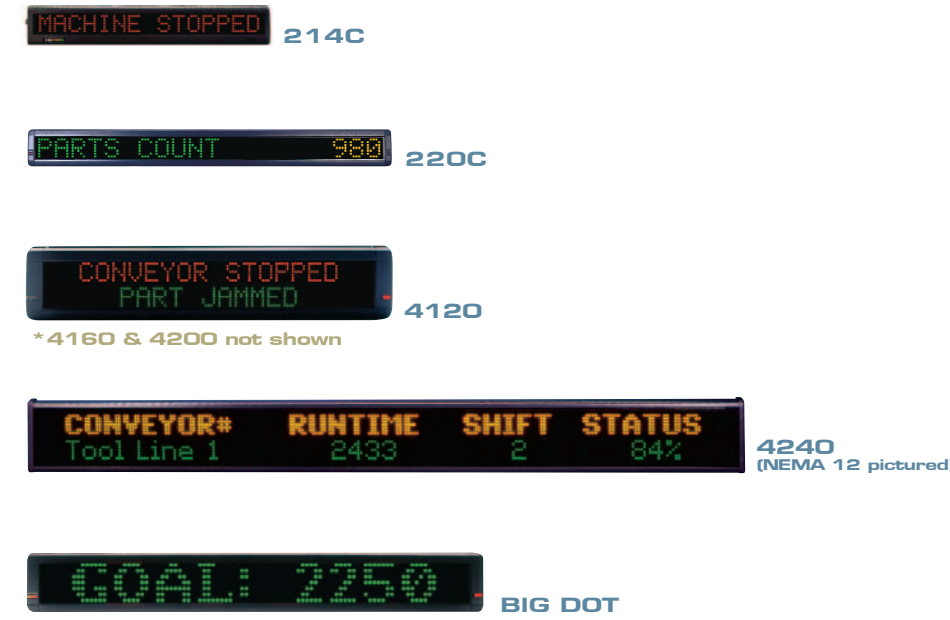 MACHINE STOPPED
214C
PARTS COUNT 980
220C
CONVEYOR STOPPED
PART JAMMED
4120
*4160 & 4200 not shown
CONVEYOR# RUNTIME SHIFT STATUS
Tool Line 1 2433 2 84%
4240
(NEMA 12 pictured)
GOAL: 2250
BIG DOT